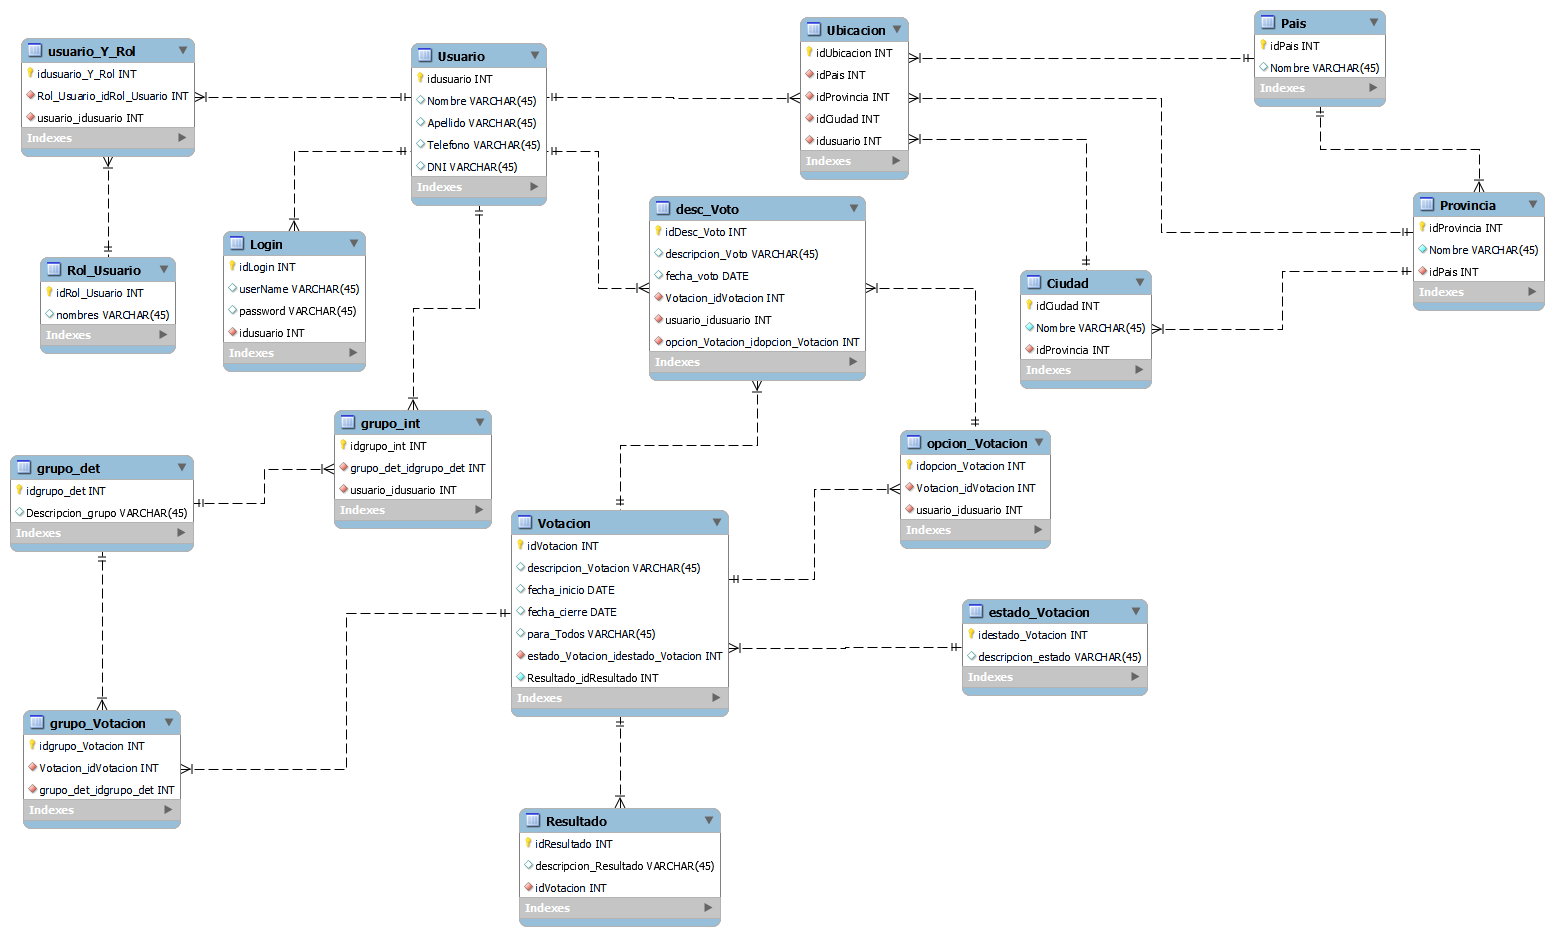 usuario_Y_Rol
idusuario_Y_Rol INT
Rol_Usuario_idRol_Usuario INT
usuario_idusuario INT
Indexes
Usuario
idusuario INT
Nombre VARCHAR(45)
Apellido VARCHAR(45)
Telefono VARCHAR(45)
DNI VARCHAR(45)
Indexes
Ubicacion
idUbicacion INT
idPais INT
idProvincia INT
idCiudad INT
idusuario INT
Indexes
Pais
idPais INT
Nombre VARCHAR(45)
Indexes
Provincia
idProvincia INT
Nombre VARCHAR(45)
idPais INT
Indexes
desc_Voto
idDesc_Voto INT
descripcion_Voto VARCHAR(45)
fecha_voto DATE
Votacion_idVotacion INT
usuario_idusuario INT
opcion_Votacion_idopcion_Votacion INT
Indexes
Login
idLogin INT
userName VARCHAR(45)
password VARCHAR(45)
idusuario INT
Indexes
Rol_Usuario
idRol_Usuario INT
nombres VARCHAR(45)
Indexes
Ciudad
idCiudad INT
Nombre VARCHAR(45)
idProvincia INT
Indexes
grupo_int
idgrupo_int INT
grupo_det_idgrupo_det INT
usuario_idusuario INT
Indexes
grupo_det
idgrupo_det INT
Descripcion_grupo VARCHAR(45)
Indexes
opcion_Votacion
idopcion_Votacion INT
Votacion_idVotacion INT
usuario_idusuario INT
Indexes
Votacion
idVotacion INT
descripcion_Votacion VARCHAR(45)
fecha_inicio DATE
fecha_cierre DATE
para_Todos VARCHAR(45)
estado_Votacion_idestado_Votacion INT
Resultado_idResultado INT
Indexes
estado_Votacion
idestado_Votacion INT
descripcion_estado VARCHAR(45)
Indexes
grupo_Votacion
idgrupo_Votacion INT
Votacion_idVotacion INT
grupo_det_idgrupo_det INT
Indexes
Resultado
idResultado INT
descripcion_Resultado VARCHAR(45)
idVotacion INT
Indexes